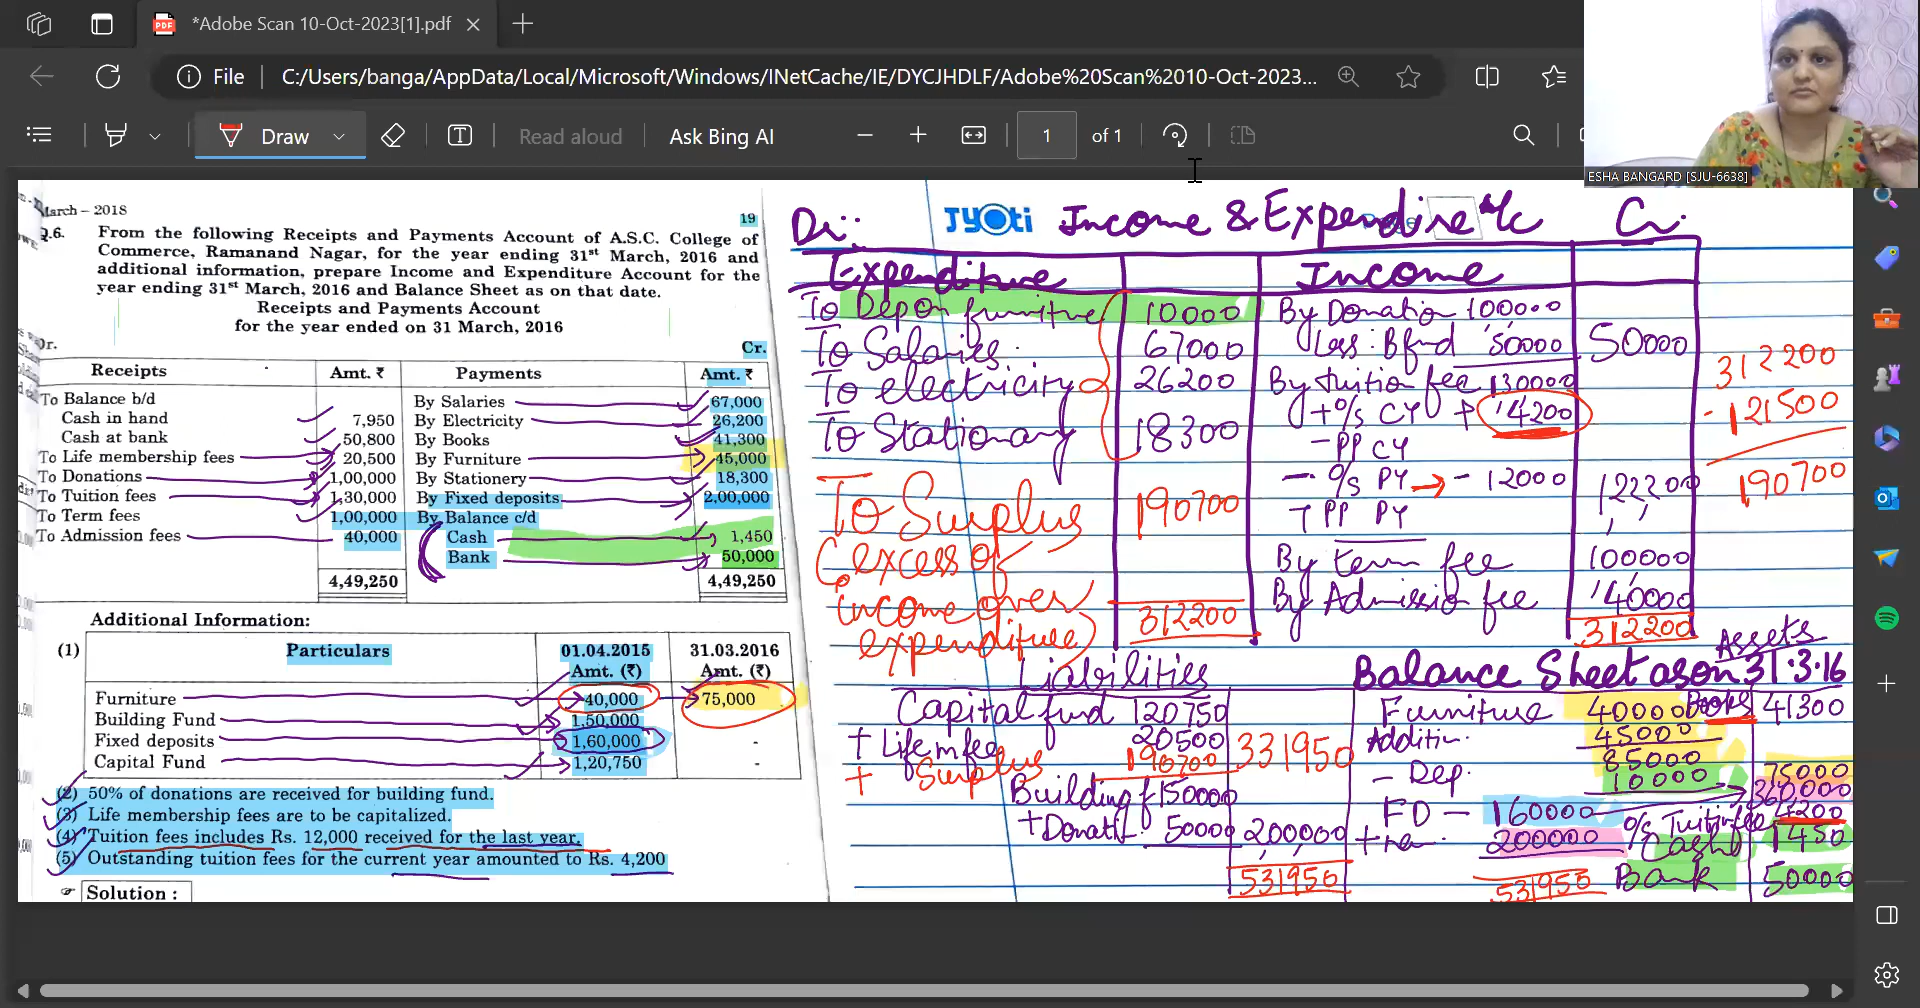 *Adobe Scan 10-Oct-2023[1].pdf
File
C:/Users/banga/AppData/Local/Microsoft/Windows/INetCache/IE/DYCJHDLF/Adobe%20Scan%2010-Oct-2023...
Draw
Read aloud
Ask Bing AI
1 of 1
ESHA BANGARD [SJU-6638]
March – 2018
19
Q.6. From the following Receipts and Payments Account of A.S.C. College of
Commerce, Ramanand Nagar, for the year ending 31st March, 2016 and
additional information, prepare Income and Expenditure Account for the
year ending 31st March, 2016 and Balance Sheet as on that date.
Receipts and Payments Account
for the year ended on 31 March, 2016
Dr. Cr.
Receipts Amt. ₹ Payments Amt. ₹
To Balance b/d By Salaries 67,000
Cash in hand 7,950 By Electricity 26,200
Cash at bank 50,800 By Books 41,300
To Life membership fees 20,500 By Furniture 45,000
To Donations 1,00,000 By Stationery 18,300
To Tuition fees 1,30,000 By Fixed deposits 2,00,000
To Term fees 1,00,000 By Balance c/d
To Admission fees 40,000 Cash 1,450
Bank 50,000
4,49,250 4,49,250
Additional Information:
(1) Particulars 01.04.2015 31.03.2016
Amt. (₹) Amt. (₹)
Furniture 40,000 75,000
Building Fund 1,50,000
Fixed deposits 1,60,000 -
Capital Fund 1,20,750 -
(2) 50% of donations are received for building fund.
(3) Life membership fees are to be capitalized.
(4) Tuition fees includes Rs. 12,000 received for the last year.
(5) Outstanding tuition fees for the current year amounted to Rs. 4,200
☞ Solution :
JYOTI
Dr. Income & Expendire A/c Cr.
Expenditure Income
To Dep on furniture 10000 By Donation 100000
To Salaries 67000 Less: B fund 50000 50000
To electricity 26200 By tuition fee 130000
+ o/s CY + 4200
To Stationary 18300 - PP CY
- o/s PY → - 12000 122200
+ PP PY
To Surplus 190700
(excess of By term fee 100000
income over By Admission fee 40000
expenditure) 312200 312200
312200
- 121500
190700
Liabilities Balance Sheet as on 31.3.16 Assets
Capital fund 120750 Furniture 40000 Books 41300
+ Life m fee 20500 331950 Addition 45000
+ Surplus 190700 85000
- Dep. 10000 75000
Building f 150000 FD - 160000 360000
+ Donati. 50000 200000 + new 200000 o/s Tuition fee 4200
Cash 1450
531950 531950 Bank 50000